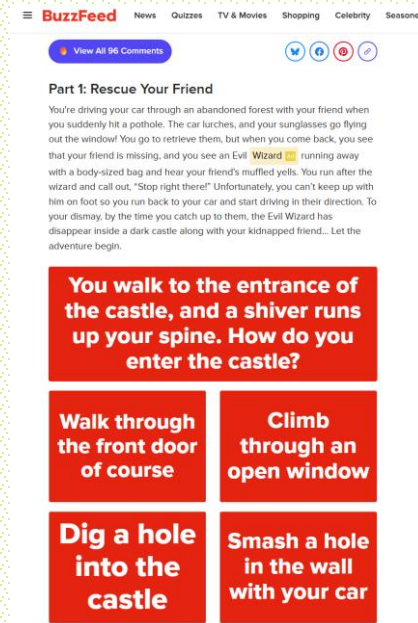 BuzzFeed News Quizzes TV & Movies Shopping Celebrity Seasone
View All 96 Comments
Part 1: Rescue Your Friend
You're driving your car through an abandoned forest with your friend when
you suddenly hit a pothole. The car lurches, and your sunglasses go flying
out the window! You go to retrieve them, but when you come back, you see
that your friend is missing, and you see an Evil Wizard Ad running away
with a body-sized bag and hear your friend's muffled yells. You run after the
wizard and call out, "Stop right there!" Unfortunately, you can't keep up with
him on foot so you run back to your car and start driving in their direction. To
your dismay, by the time you catch up to them, the Evil Wizard has
disappear inside a dark castle along with your kidnapped friend... Let the
adventure begin.
You walk to the entrance of
the castle, and a shiver runs
up your spine. How do you
enter the castle?
Walk through
the front door
of course
Climb
through an
open window
Dig a hole
into the
castle
Smash a hole
in the wall
with your car